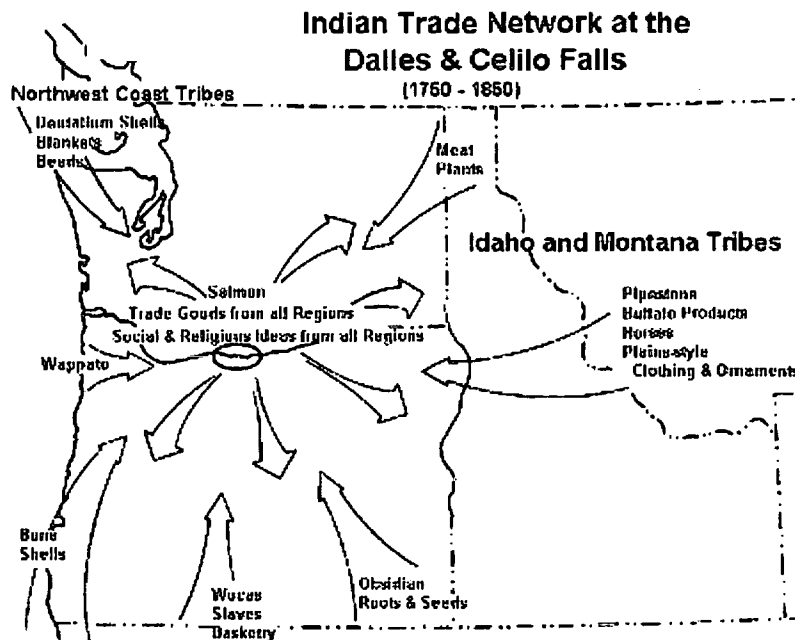 Indian Trade Network at the
Dalles & Celilo Falls
(1750 - 1850)
Northwest Coast Tribes
Dentalium Shells
Blankets
Beads
Meat
Plants
Idaho and Montana Tribes
Salmon
Trade Goods from all Regions
Social & Religious Ideas from all Regions
Pipestone
Buffalo Products
Horses
Plains-style
Clothing & Ornaments
Wappato
Bone
Shells
Wocas
Slaves
Basketry
Obsidian
Roots & Seeds